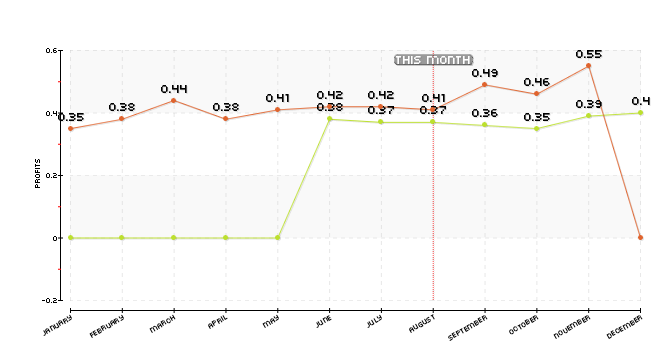 0.6
THIS MONTH
0.55
0.49
0.46
0.44
0.42
0.42
0.41
0.41
0.4
0.38
0.38
0.38
0.39
0.37
0.37
0.36
0.35
0.35
0.4
0.2
0
-0.2
PROFITS
JANUARY
FEBRUARY
MARCH
APRIL
MAY
JUNE
JULY
AUGUST
SEPTEMBER
OCTOBER
NOVEMBER
DECEMBER